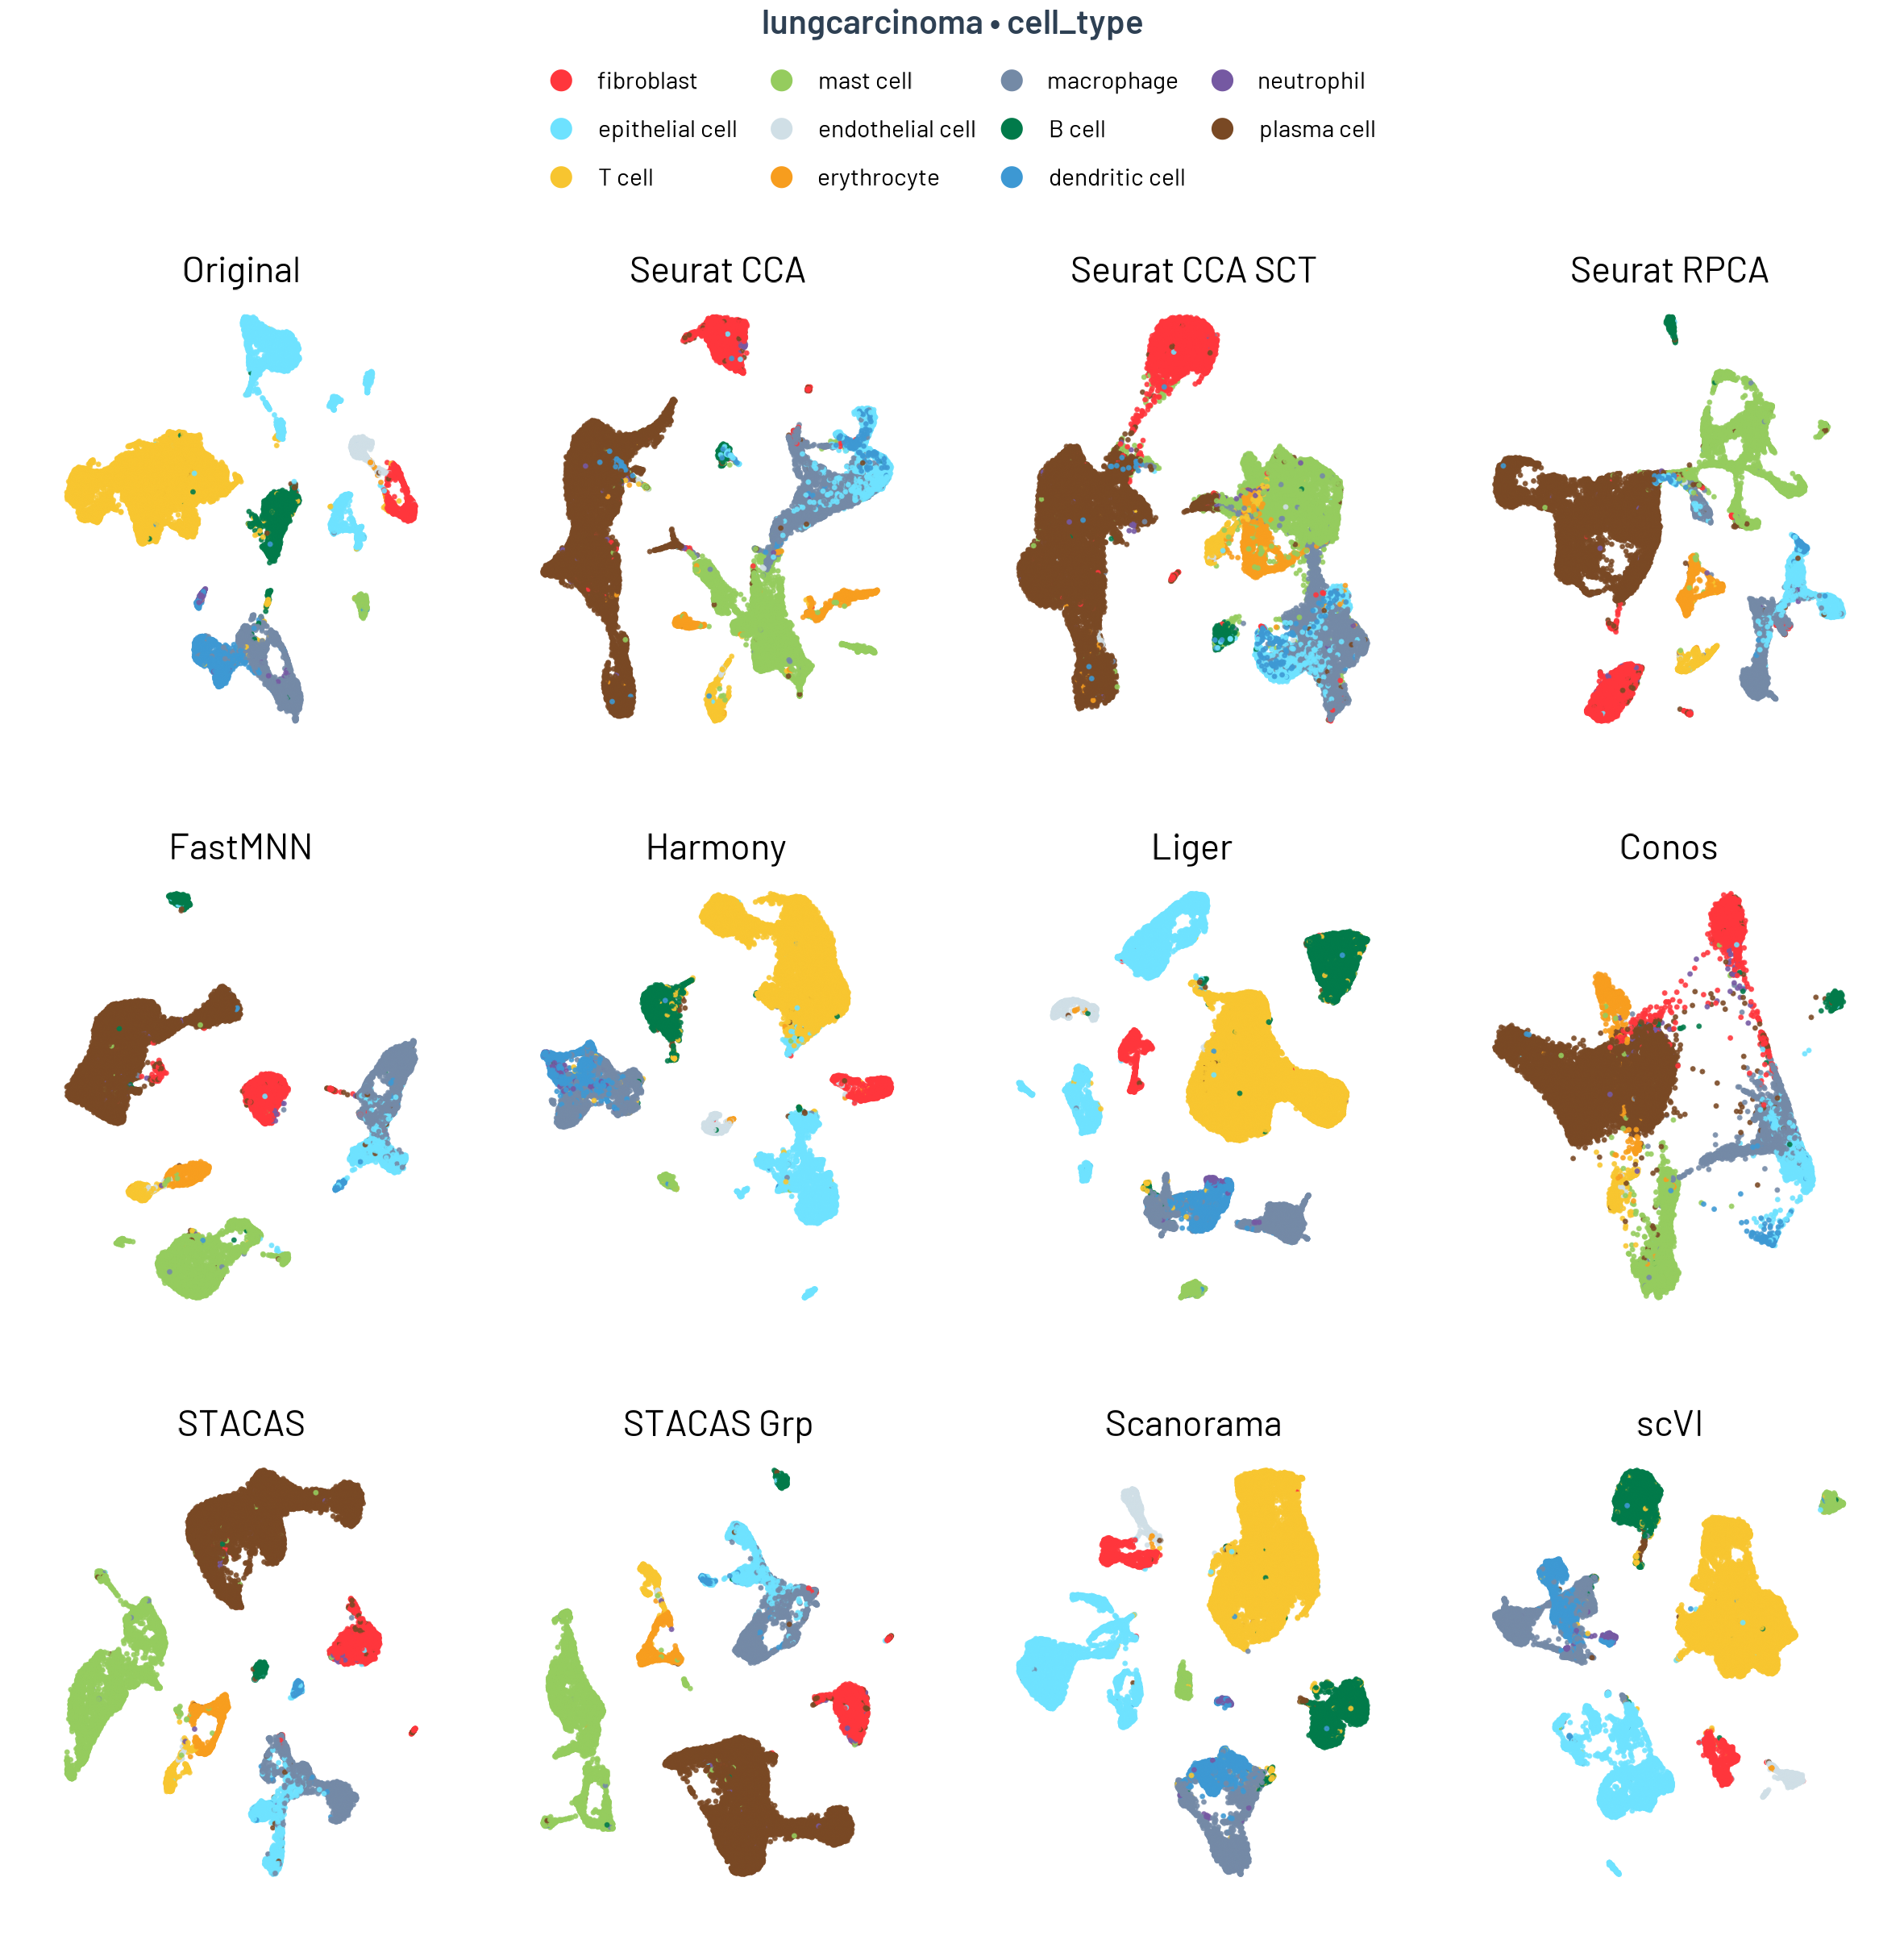 lungcarcinoma • cell_type
fibroblast mast cell macrophage neutrophil
epithelial cell endothelial cell B cell plasma cell
T cell erythrocyte dendritic cell
Original Seurat CCA Seurat CCA SCT Seurat RPCA
FastMNN Harmony Liger Conos
STACAS STACAS Grp Scanorama scVI